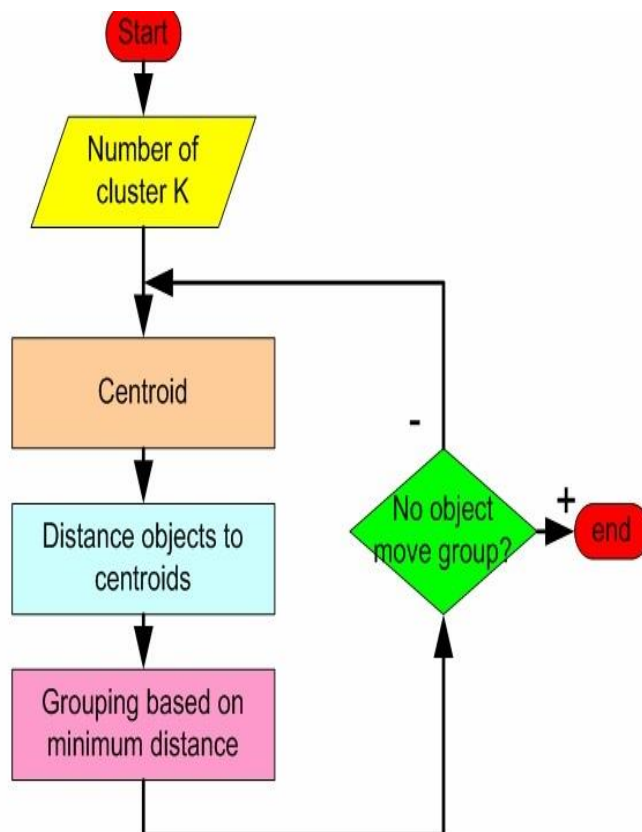 Start
Number of
cluster K
Centroid
Distance objects to
centroids
Grouping based on
minimum distance
-
No object
move group?
+
end